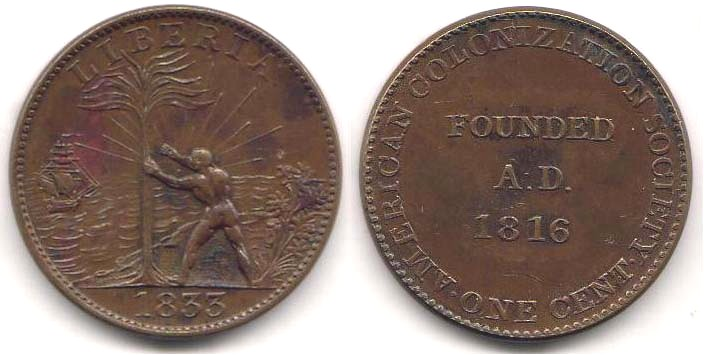 LIBERIA
1833
AMERICAN COLONIZATION SOCIETY
FOUNDED
A.D.
1816
· ONE CENT ·